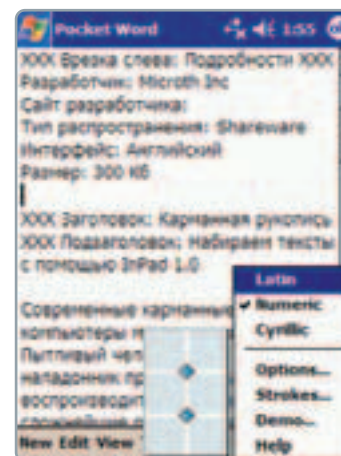 Pocket Word 1:55
XXX Врезка слева: Подробности XXX
Разработчик: Microth Inc
Сайт разработчика:
Тип распространения: Shareware
Интерфейс: Английский
Размер: 300 Кб
XXX Заголовок: Карманная рукопись
XXX Подзаголовок: Набираем тексты
с помощью InPad 1.0
Современные карманные
компьютеры
Пытливый
наладонник
Latin
Numeric
Cyrillic
Options...
Strokes...
Demo...
Help
New Edit View